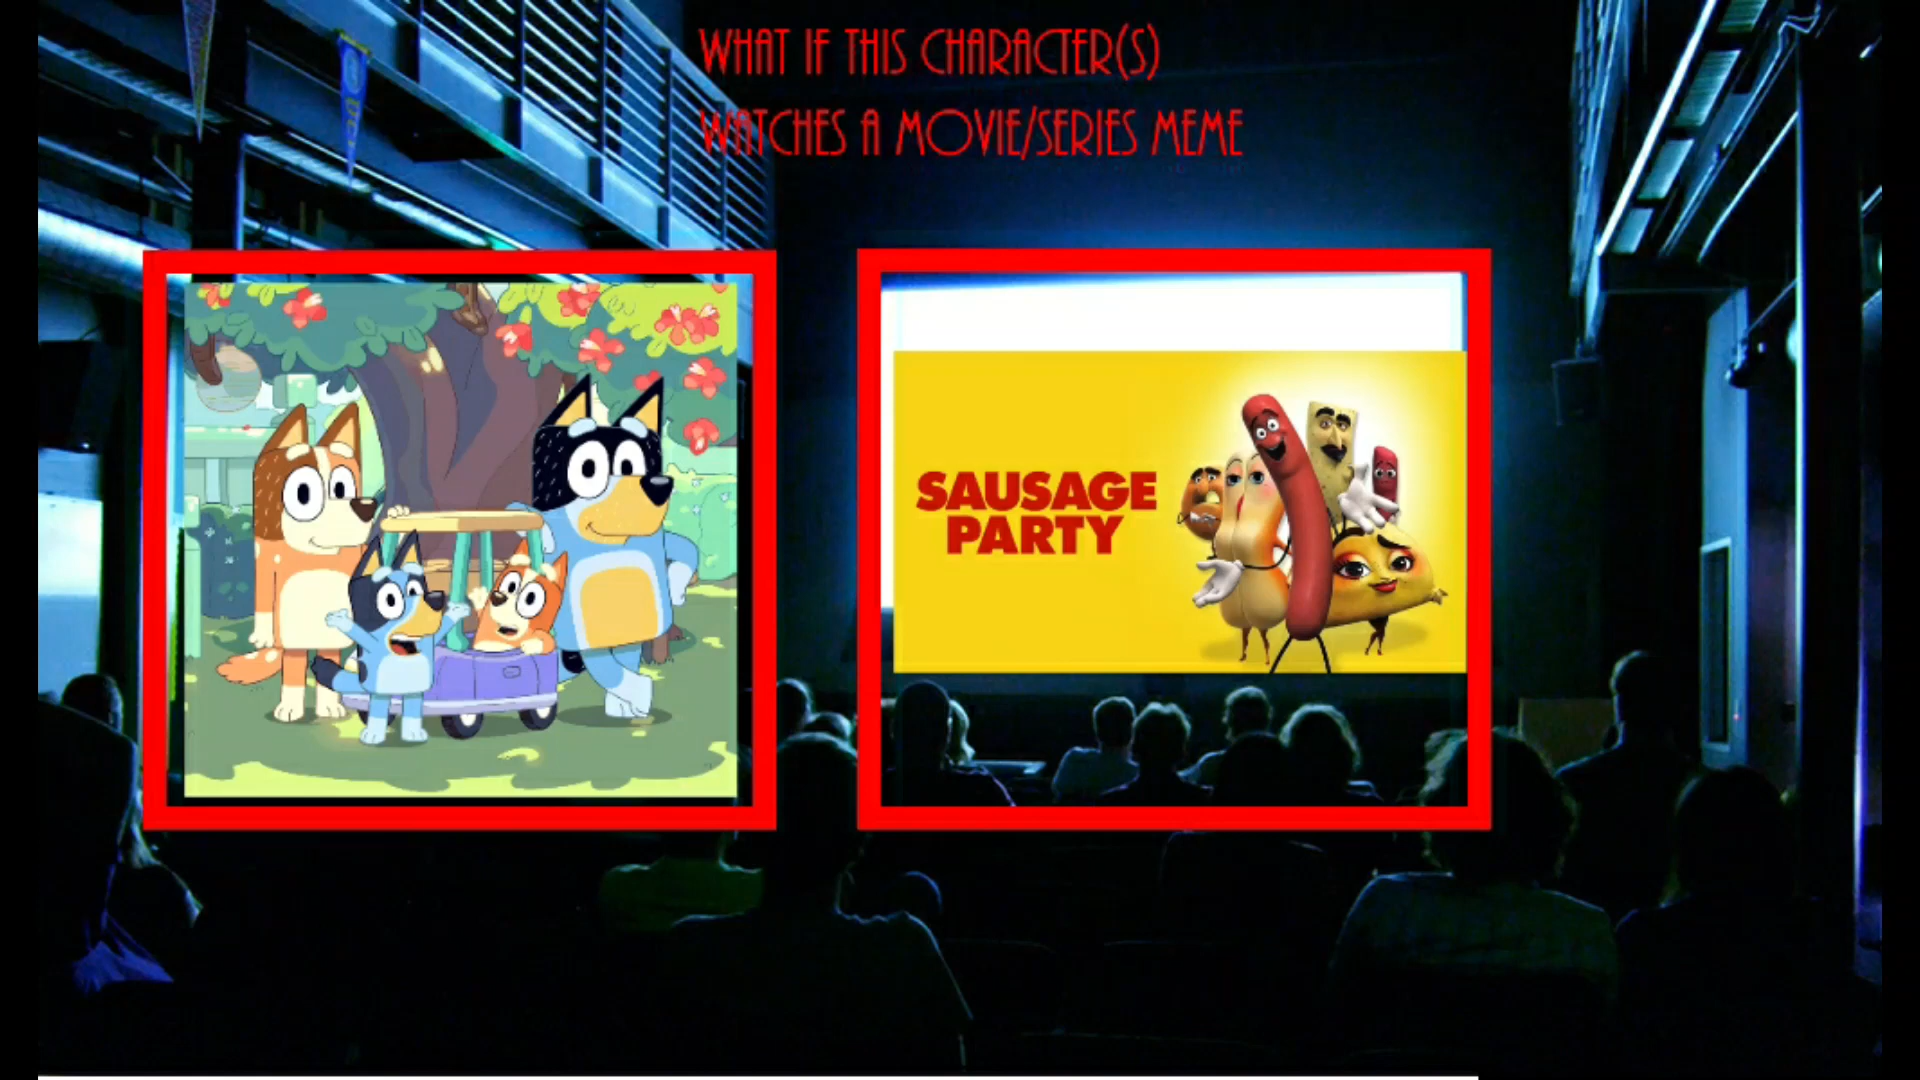 WHAT IF THIS CHARACTER(S)
WATCHES A MOVIE/SERIES MEME
SAUSAGE
PARTY